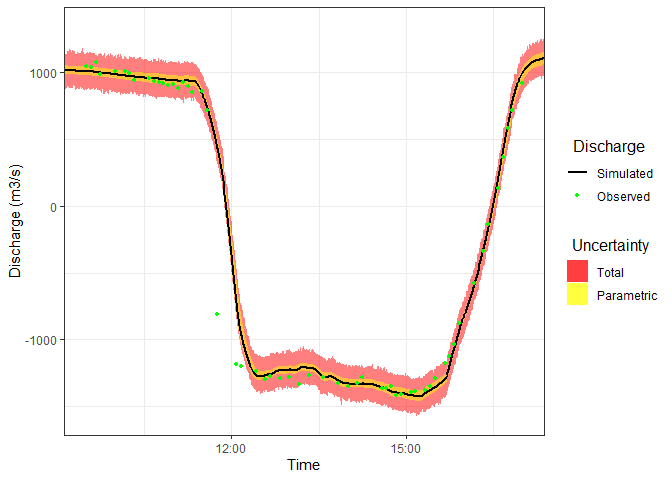 1000
0
-1000
Discharge (m3/s)
12:00
15:00
Time
Discharge
Simulated
Observed
Uncertainty
Total
Parametric